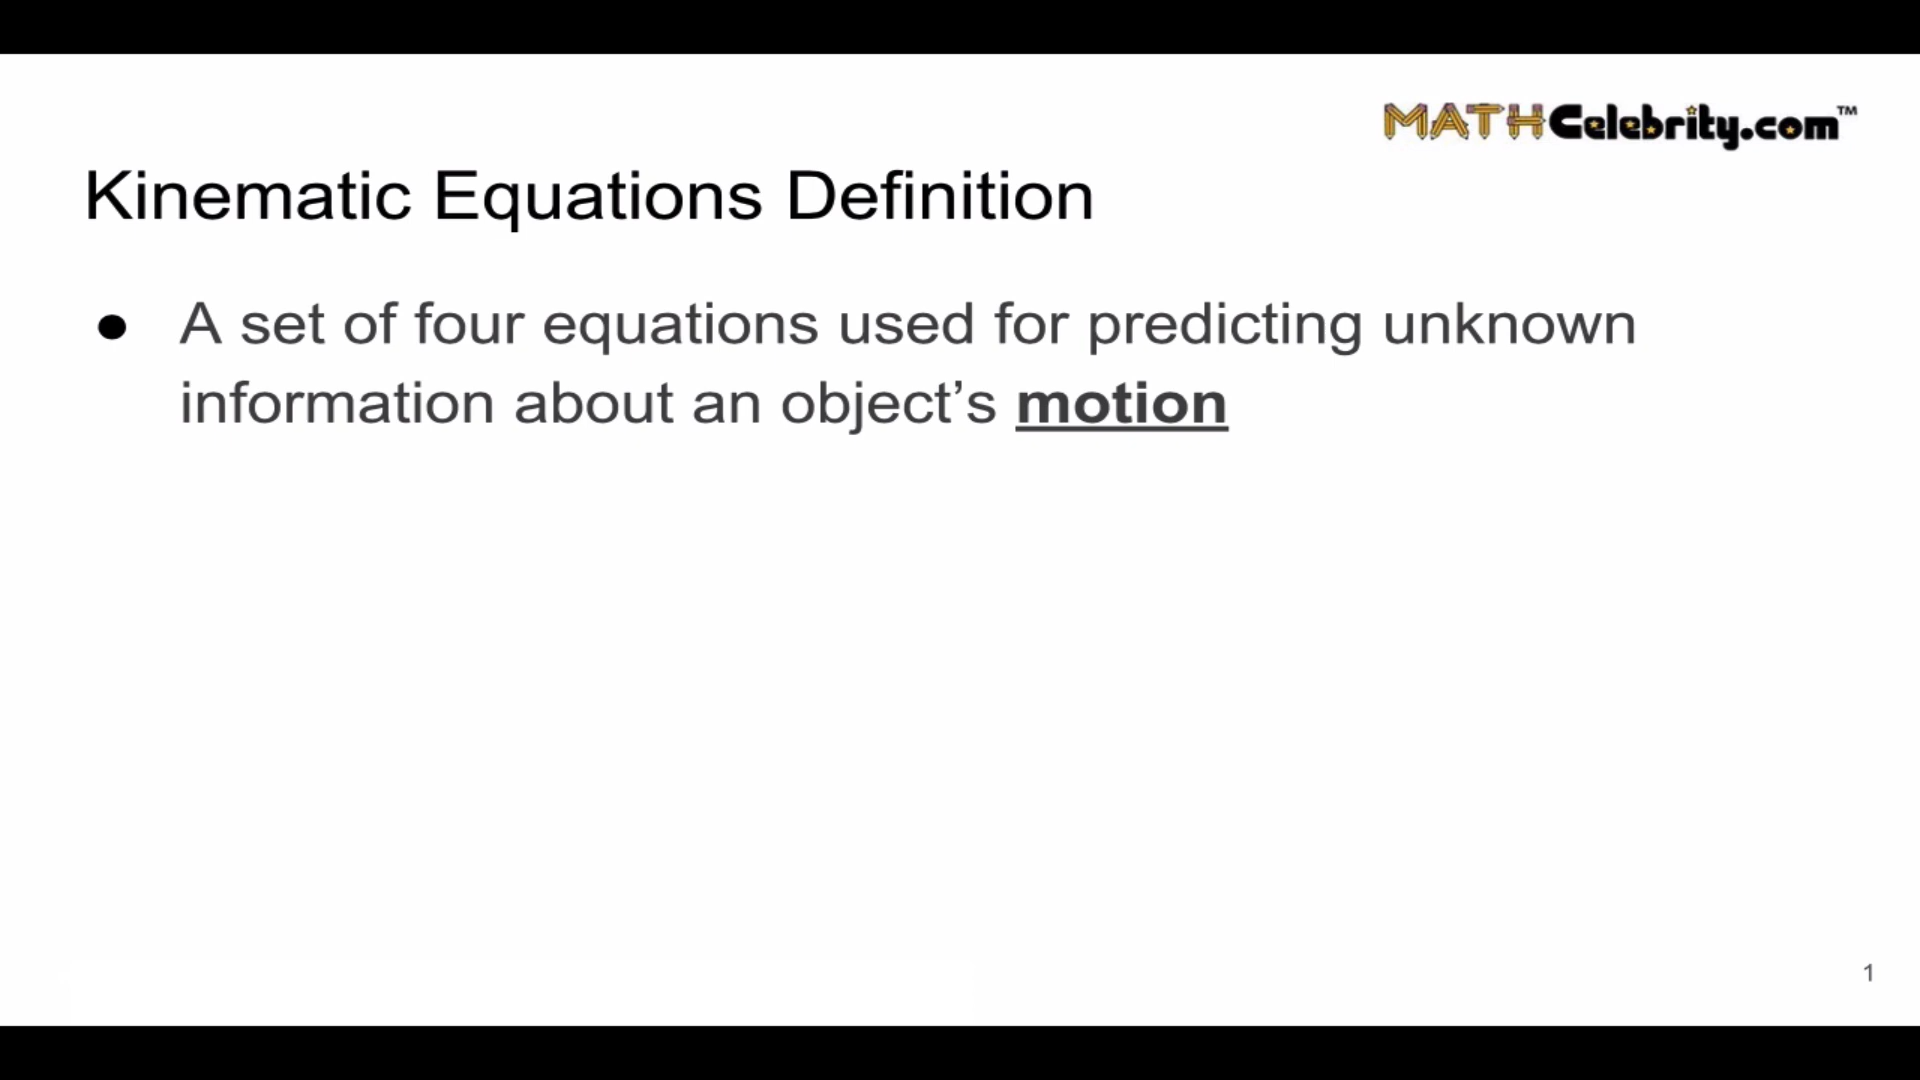 MATHCelebrity.com™
Kinematic Equations Definition
● A set of four equations used for predicting unknown
information about an object’s motion
1